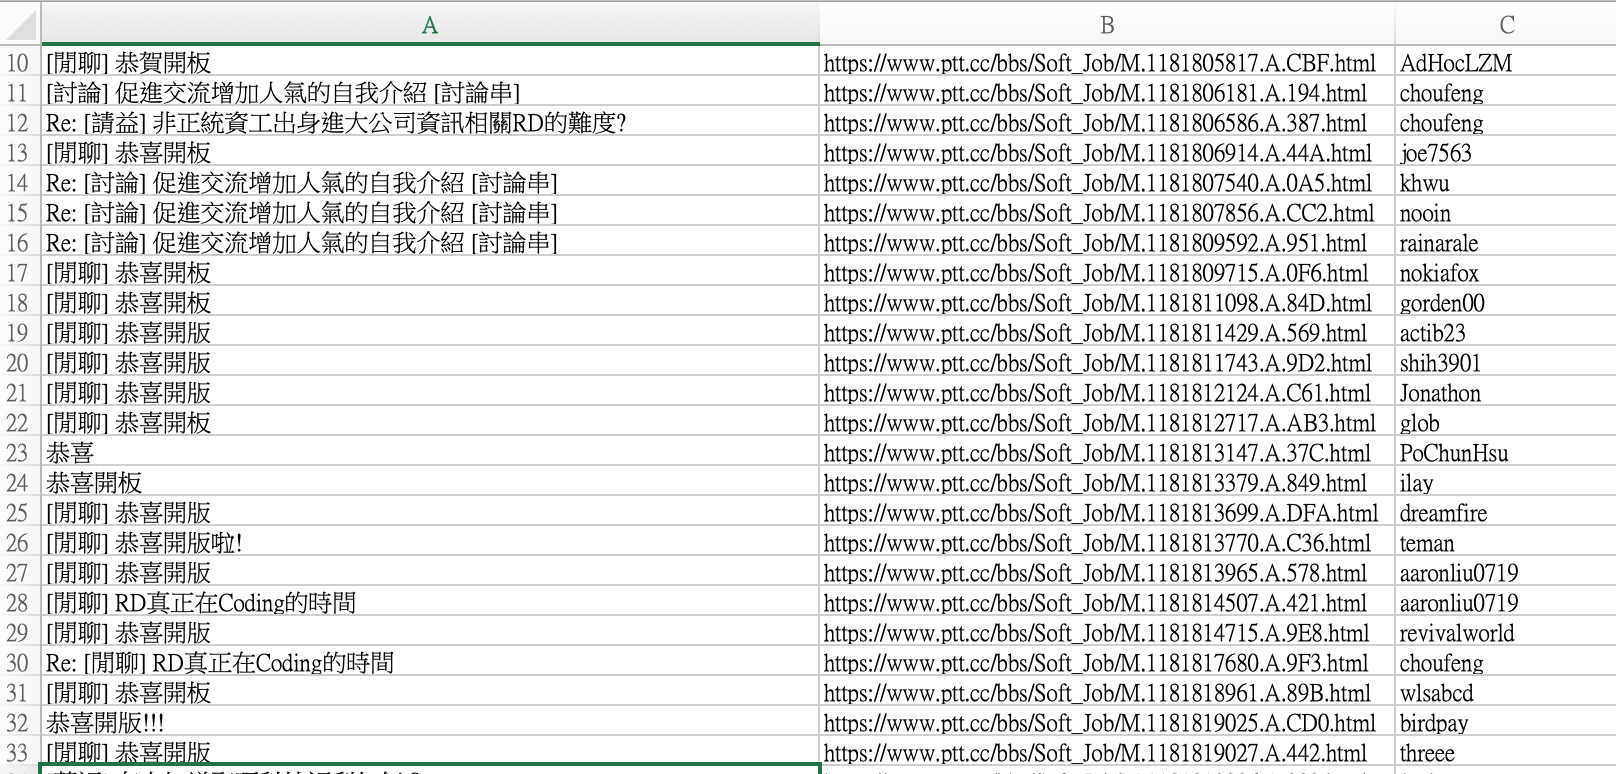 A B C
10 [閒聊] 恭賀開板 https://www.ptt.cc/bbs/Soft_Job/M.1181805817.A.CBF.html AdHocLZM
11 [討論] 促進交流增加人氣的自我介紹 [討論串] https://www.ptt.cc/bbs/Soft_Job/M.1181806181.A.194.html choufeng
12 Re: [請益] 非正統資工出身進大公司資訊相關RD的難度? https://www.ptt.cc/bbs/Soft_Job/M.1181806586.A.387.html choufeng
13 [閒聊] 恭喜開板 https://www.ptt.cc/bbs/Soft_Job/M.1181806914.A.44A.html joe7563
14 Re: [討論] 促進交流增加人氣的自我介紹 [討論串] https://www.ptt.cc/bbs/Soft_Job/M.1181807540.A.0A5.html khwu
15 Re: [討論] 促進交流增加人氣的自我介紹 [討論串] https://www.ptt.cc/bbs/Soft_Job/M.1181807856.A.CC2.html nooin
16 Re: [討論] 促進交流增加人氣的自我介紹 [討論串] https://www.ptt.cc/bbs/Soft_Job/M.1181809592.A.951.html rainarale
17 [閒聊] 恭喜開板 https://www.ptt.cc/bbs/Soft_Job/M.1181809715.A.0F6.html nokiafox
18 [閒聊] 恭喜開板 https://www.ptt.cc/bbs/Soft_Job/M.1181811098.A.84D.html gorden00
19 [閒聊] 恭喜開版 https://www.ptt.cc/bbs/Soft_Job/M.1181811429.A.569.html actib23
20 [閒聊] 恭喜開版 https://www.ptt.cc/bbs/Soft_Job/M.1181811743.A.9D2.html shih3901
21 [閒聊] 恭喜開版 https://www.ptt.cc/bbs/Soft_Job/M.1181812124.A.C61.html Jonathon
22 [閒聊] 恭喜開板 https://www.ptt.cc/bbs/Soft_Job/M.1181812717.A.AB3.html glob
23 恭喜 https://www.ptt.cc/bbs/Soft_Job/M.1181813147.A.37C.html PoChunHsu
24 恭喜開板 https://www.ptt.cc/bbs/Soft_Job/M.1181813379.A.849.html ilay
25 [閒聊] 恭喜開版 https://www.ptt.cc/bbs/Soft_Job/M.1181813699.A.DFA.html dreamfire
26 [閒聊] 恭喜開版啦! https://www.ptt.cc/bbs/Soft_Job/M.1181813770.A.C36.html teman
27 [閒聊] 恭喜開版 https://www.ptt.cc/bbs/Soft_Job/M.1181813965.A.578.html aaronliu0719
28 [閒聊] RD真正在Coding的時間 https://www.ptt.cc/bbs/Soft_Job/M.1181814507.A.421.html aaronliu0719
29 [閒聊] 恭喜開版 https://www.ptt.cc/bbs/Soft_Job/M.1181814715.A.9E8.html revivalworld
30 Re: [閒聊] RD真正在Coding的時間 https://www.ptt.cc/bbs/Soft_Job/M.1181817680.A.9F3.html choufeng
31 [閒聊] 恭喜開板 https://www.ptt.cc/bbs/Soft_Job/M.1181818961.A.89B.html wlsabcd
32 恭喜開版!!! https://www.ptt.cc/bbs/Soft_Job/M.1181819025.A.CD0.html birdpay
33 [閒聊] 恭喜開版 https://www.ptt.cc/bbs/Soft_Job/M.1181819027.A.442.html threee